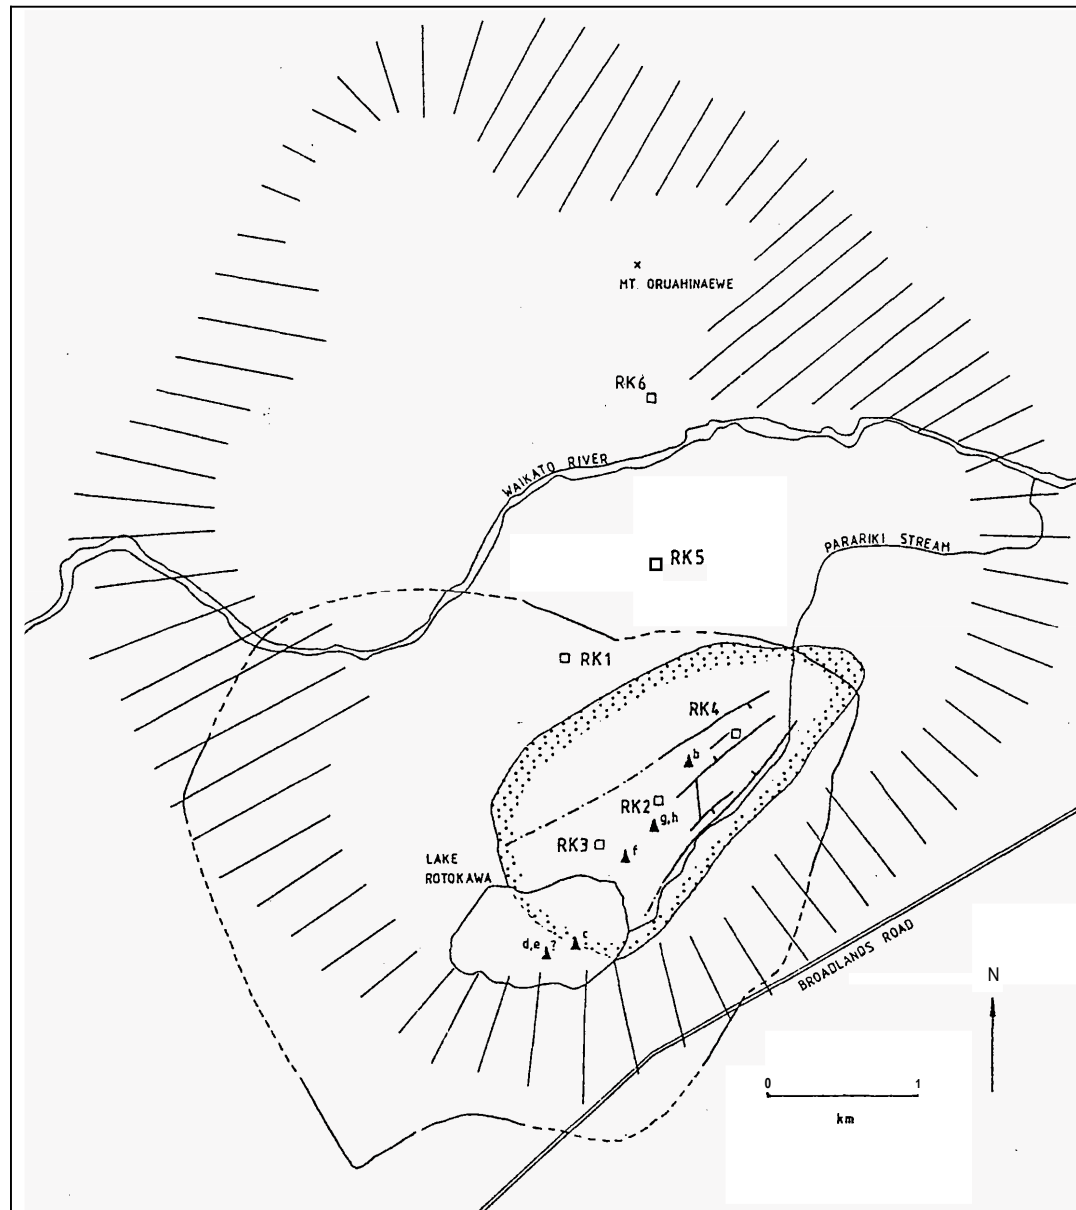 x
MT. ORUAHINAEWE
RK6
WAIKATO RIVER
RK5
PARARIKI STREAM
RK1
RK4
b
RK2
g,h
RK3
f
LAKE
ROTOKAWA
c
d,e ?
BROADLANDS ROAD
N
0 1
km